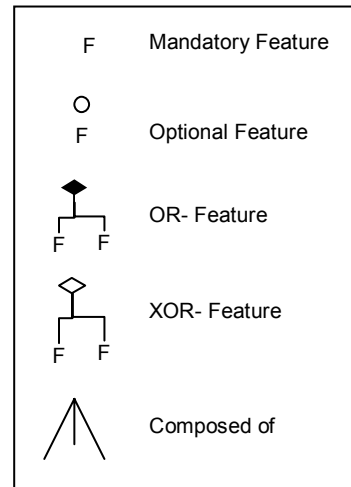 F Mandatory Feature
F Optional Feature
OR- Feature
F F
XOR- Feature
F F
Composed of